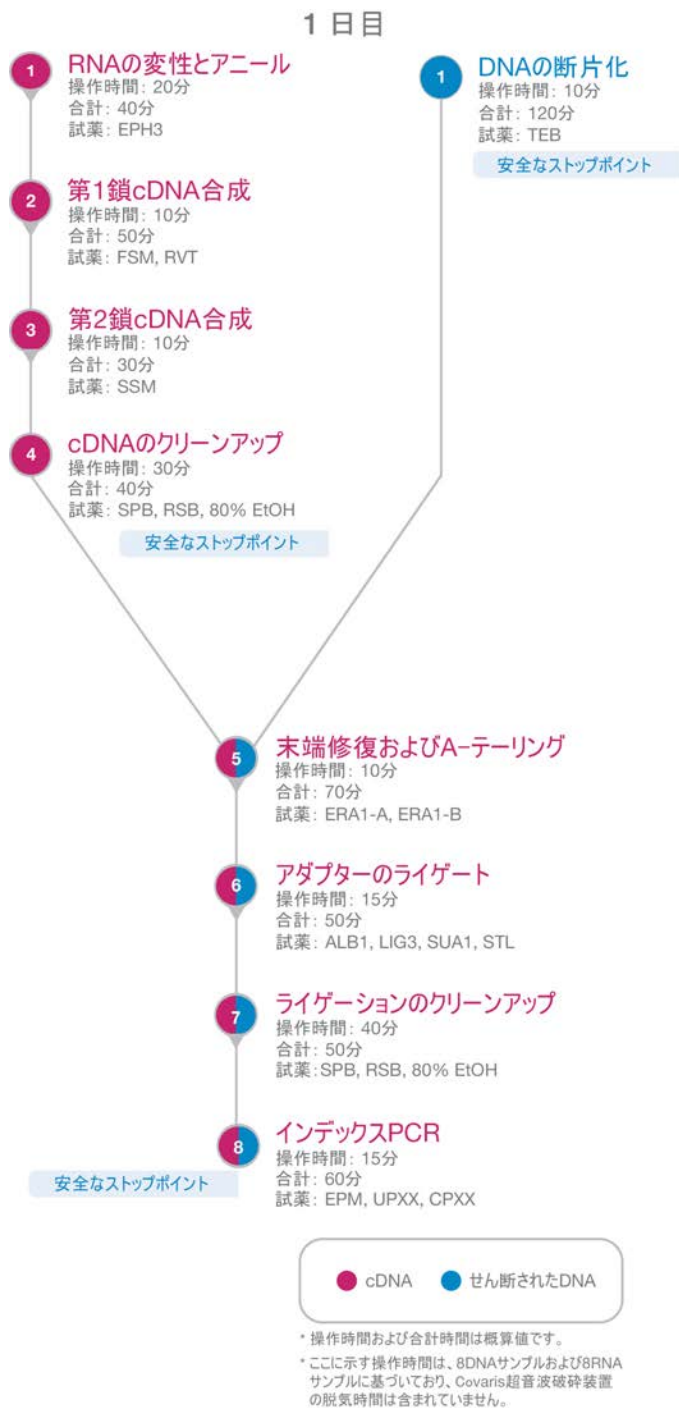 1 日目
1
RNAの変性とアニール
操作時間: 20分
合計: 40分
試薬: EPH3
1
DNAの断片化
操作時間: 10分
合計: 120分
試薬: TEB
安全なストップポイント
2
第1鎖cDNA合成
操作時間: 10分
合計: 50分
試薬: FSM, RVT
3
第2鎖cDNA合成
操作時間: 10分
合計: 30分
試薬: SSM
4
cDNAのクリーンアップ
操作時間: 30分
合計: 40分
試薬: SPB, RSB, 80% EtOH
安全なストップポイント
5
末端修復およびA−テーリング
操作時間: 10分
合計: 70分
試薬: ERA1-A, ERA1-B
6
アダプターのライゲート
操作時間: 15分
合計: 50分
試薬: ALB1, LIG3, SUA1, STL
7
ライゲーションのクリーンアップ
操作時間: 40分
合計: 50分
試薬:SPB, RSB, 80% EtOH
8
インデックスPCR
操作時間: 15分
合計: 60分
試薬: EPM, UPXX, CPXX
安全なストップポイント
cDNA
せん断されたDNA
* 操作時間および合計時間は概算値です。
* ここに示す操作時間は、8DNAサンプルおよび8RNA
サンプルに基づいており、Covaris超音波破砕装置
の脱気時間は含まれていません。